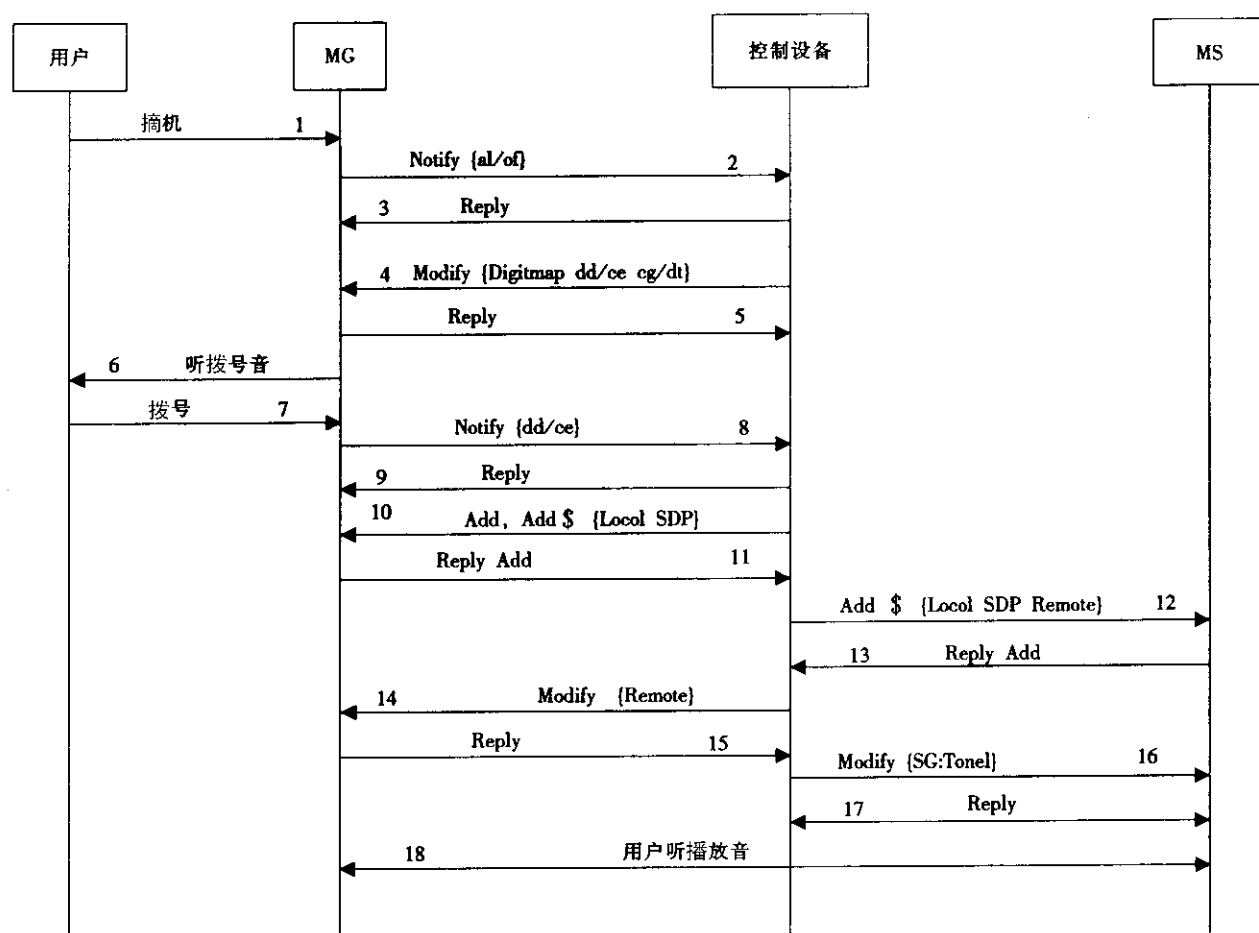 用户
MG
控制设备
MS
摘机 1
Notify {al/of} 2
3 Reply
4 Modify {Digitmap dd/ce cg/dt}
Reply 5
6 听拨号音
拨号 7
Notify {dd/ce} 8
9 Reply
10 Add, Add $ {Locol SDP}
Reply Add 11
Add $ {Locol SDP Remote} 12
13 Reply Add
14 Modify {Remote}
Reply 15
Modify {SG:Tonel} 16
17 Reply
18 用户听播放音